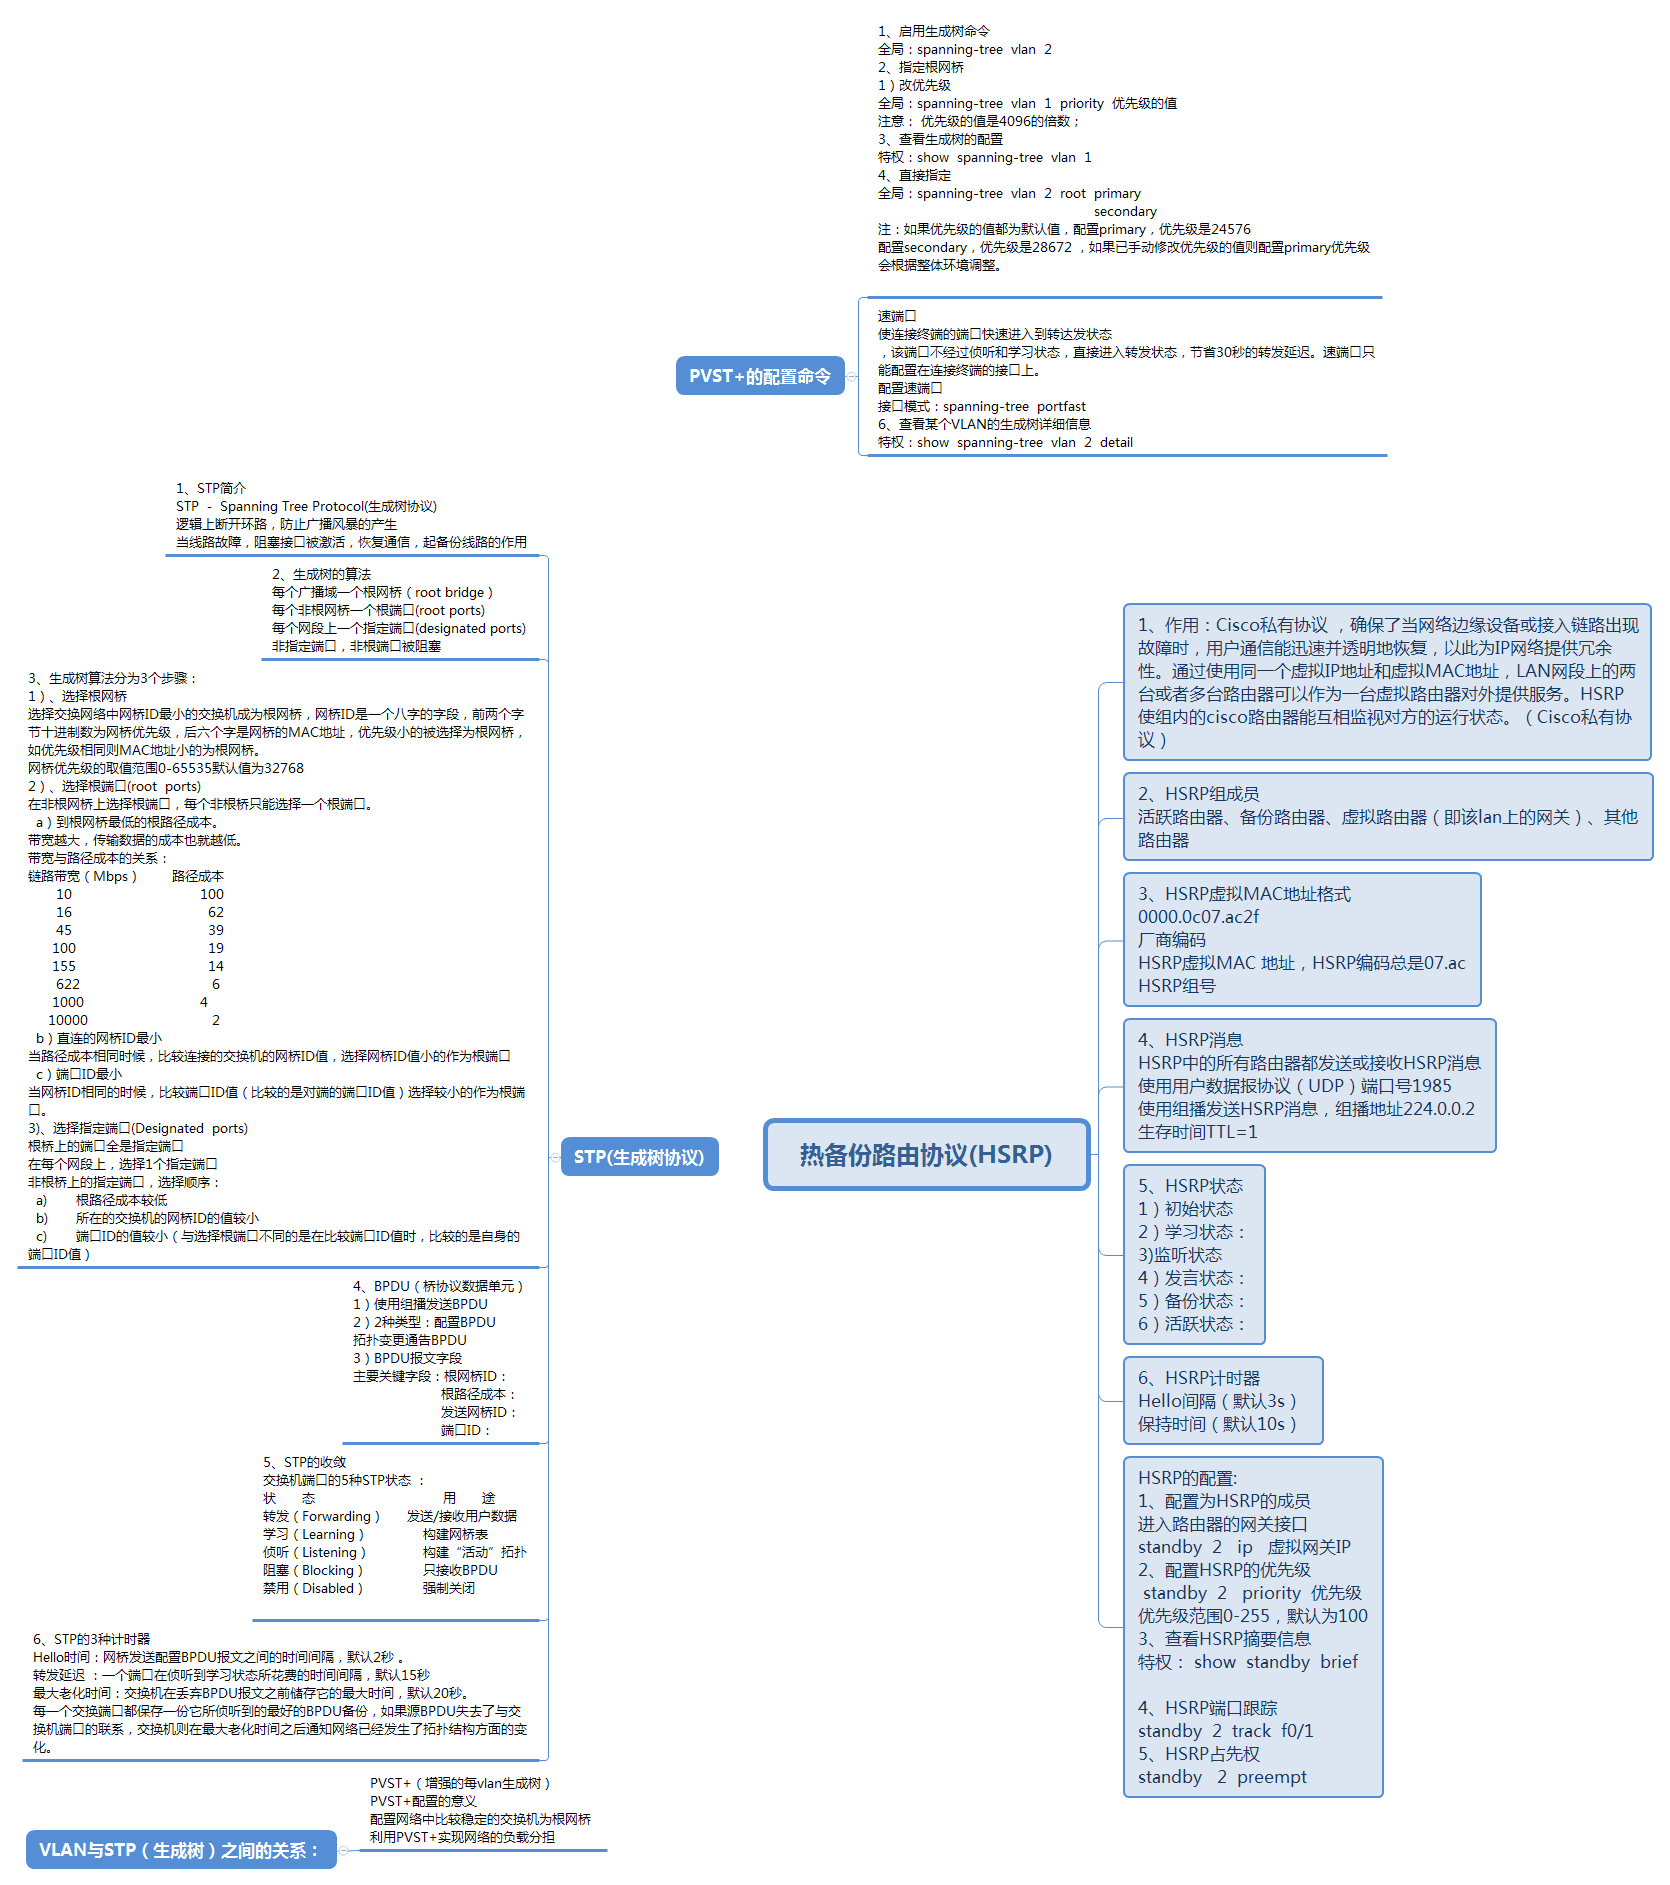 1、启用生成树命令
全局：spanning-tree vlan 2
2、指定根网桥
1）改优先级
全局：spanning-tree vlan 1 priority 优先级的值
注意： 优先级的值是4096的倍数；
3、查看生成树的配置
特权：show spanning-tree vlan 1
4、直接指定
全局：spanning-tree vlan 2 root primary
secondary
注：如果优先级的值都为默认值，配置primary，优先级是24576
配置secondary，优先级是28672 ，如果已手动修改优先级的值则配置primary优先级
会根据整体环境调整。
PVST+的配置命令
速端口
使连接终端的端口快速进入到转达发状态
，该端口不经过侦听和学习状态，直接进入转发状态，节省30秒的转发延迟。速端口只
能配置在连接终端的接口上。
配置速端口
接口模式：spanning-tree portfast
6、查看某个VLAN的生成树详细信息
特权：show spanning-tree vlan 2 detail
1、STP简介
STP - Spanning Tree Protocol(生成树协议)
逻辑上断开环路，防止广播风暴的产生
当线路故障，阻塞接口被激活，恢复通信，起备份线路的作用
2、生成树的算法
每个广播域一个根网桥（root bridge）
每个非根网桥一个根端口(root ports)
每个网段上一个指定端口(designated ports)
非指定端口，非根端口被阻塞
3、生成树算法分为3个步骤：
1）、选择根网桥
选择交换网络中网桥ID最小的交换机成为根网桥，网桥ID是一个八字的字段，前两个字
节十进制数为网桥优先级，后六个字是网桥的MAC地址，优先级小的被选择为根网桥，
如优先级相同则MAC地址小的为根网桥。
网桥优先级的取值范围0-65535默认值为32768
2）、选择根端口(root ports)
在非根网桥上选择根端口，每个非根桥只能选择一个根端口。
a）到根网桥最低的根路径成本。
带宽越大，传输数据的成本也就越低。
带宽与路径成本的关系：
链路带宽（Mbps） 路径成本
10 100
16 62
45 39
100 19
155 14
622 6
1000 4
10000 2
b）直连的网桥ID最小
当路径成本相同时候，比较连接的交换机的网桥ID值，选择网桥ID值小的作为根端口
c）端口ID最小
当网桥ID相同的时候，比较端口ID值（比较的是对端的端口ID值）选择较小的作为根端
口。
3)、选择指定端口(Designated ports)
根桥上的端口全是指定端口
在每个网段上，选择1个指定端口
非根桥上的指定端口，选择顺序：
a) 根路径成本较低
b) 所在的交换机的网桥ID的值较小
c) 端口ID的值较小（与选择根端口不同的是在比较端口ID值时，比较的是自身的
端口ID值）
STP(生成树协议)
4、BPDU（桥协议数据单元）
1）使用组播发送BPDU
2）2种类型：配置BPDU
拓扑变更通告BPDU
3）BPDU报文字段
主要关键字段：根网桥ID：
根路径成本：
发送网桥ID：
端口ID：
5、STP的收敛
交换机端口的5种STP状态 ：
状 态 用 途
转发（Forwarding） 发送/接收用户数据
学习（Learning） 构建网桥表
侦听（Listening） 构建“活动”拓扑
阻塞（Blocking） 只接收BPDU
禁用（Disabled） 强制关闭
6、STP的3种计时器
Hello时间：网桥发送配置BPDU报文之间的时间间隔，默认2秒 。
转发延迟 ：一个端口在侦听到学习状态所花费的时间间隔，默认15秒
最大老化时间：交换机在丢弃BPDU报文之前储存它的最大时间，默认20秒。
每一个交换端口都保存一份它所侦听到的最好的BPDU备份，如果源BPDU失去了与交
换机端口的联系，交换机则在最大老化时间之后通知网络已经发生了拓扑结构方面的变
化。
VLAN与STP（生成树）之间的关系：
PVST+（增强的每vlan生成树）
PVST+配置的意义
配置网络中比较稳定的交换机为根网桥
利用PVST+实现网络的负载分担
热备份路由协议(HSRP)
1、作用：Cisco私有协议 ，确保了当网络边缘设备或接入链路出现
故障时，用户通信能迅速并透明地恢复，以此为IP网络提供冗余
性。通过使用同一个虚拟IP地址和虚拟MAC地址，LAN网段上的两
台或者多台路由器可以作为一台虚拟路由器对外提供服务。HSRP
使组内的cisco路由器能互相监视对方的运行状态。（Cisco私有协
议）
2、HSRP组成员
活跃路由器、备份路由器、虚拟路由器（即该lan上的网关）、其他
路由器
3、HSRP虚拟MAC地址格式
0000.0c07.ac2f
厂商编码
HSRP虚拟MAC 地址，HSRP编码总是07.ac
HSRP组号
4、HSRP消息
HSRP中的所有路由器都发送或接收HSRP消息
使用用户数据报协议（UDP）端口号1985
使用组播发送HSRP消息，组播地址224.0.0.2
生存时间TTL=1
5、HSRP状态
1）初始状态
2）学习状态：
3)监听状态
4）发言状态：
5）备份状态：
6）活跃状态：
6、HSRP计时器
Hello间隔（默认3s）
保持时间（默认10s）
HSRP的配置:
1、配置为HSRP的成员
进入路由器的网关接口
standby 2 ip 虚拟网关IP
2、配置HSRP的优先级
standby 2 priority 优先级
优先级范围0-255，默认为100
3、查看HSRP摘要信息
特权： show standby brief
4、HSRP端口跟踪
standby 2 track f0/1
5、HSRP占先权
standby 2 preempt